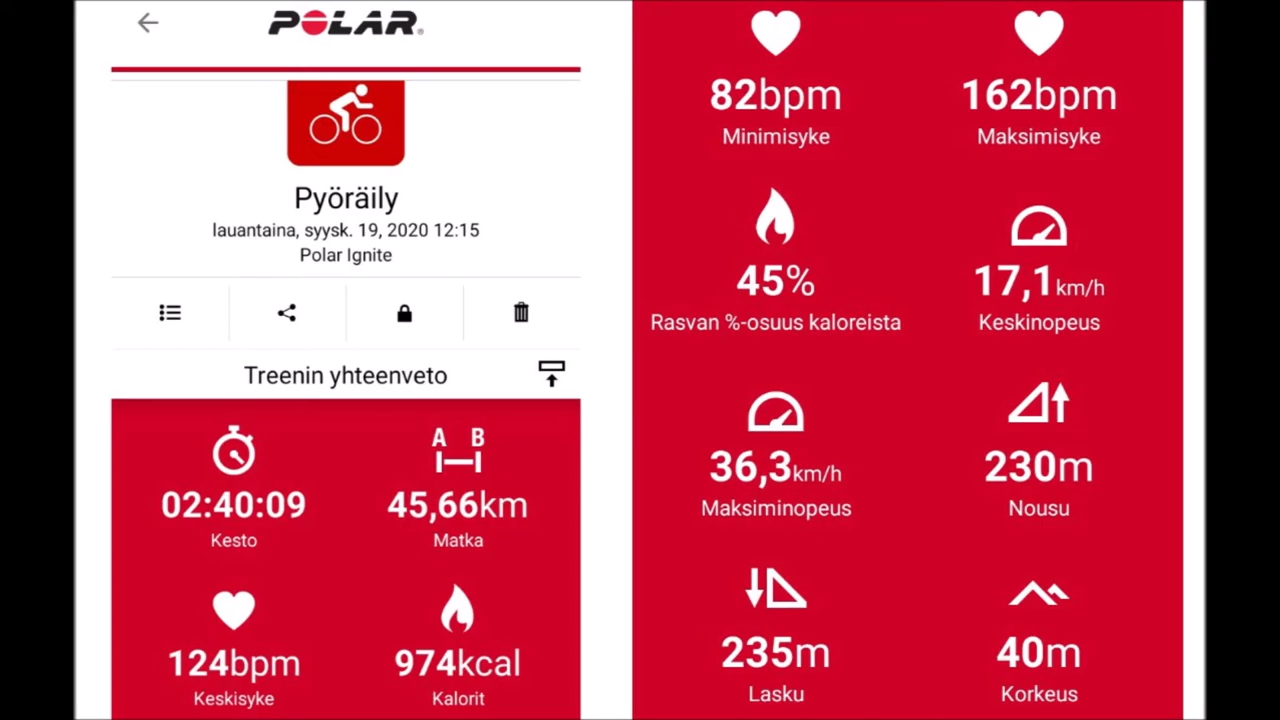 POLAR
Pyöräily
lauantaina, syysk. 19, 2020 12:15
Polar Ignite
Treenin yhteenveto
A B
02:40:09
Kesto
45,66km
Matka
124bpm
Keskisyke
974kcal
Kalorit
82bpm
Minimisyke
162bpm
Maksimisyke
45%
Rasvan %-osuus kaloreista
17,1km/h
Keskinopeus
36,3km/h
Maksiminopeus
230m
Nousu
235m
Lasku
40m
Korkeus